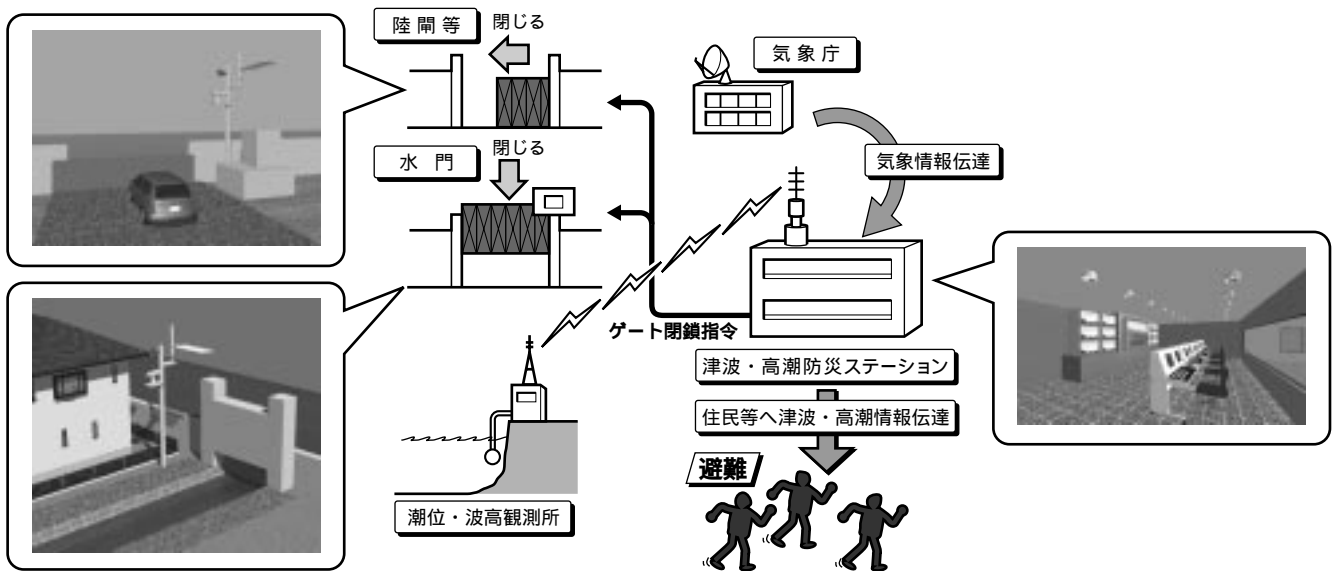 陸閘等
閉じる
気象庁
水門
閉じる
気象情報伝達
ゲート閉鎖指令
津波・高潮防災ステーション
住民等へ津波・高潮情報伝達
避難
潮位・波高観測所